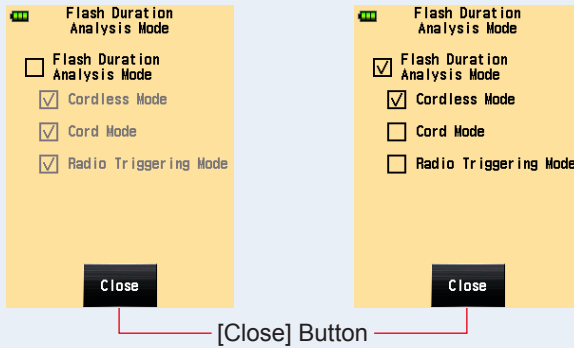 Flash Duration
Analysis Mode
Flash Duration
Analysis Mode
Cordless Mode
Cord Mode
Radio Triggering Mode
Close
Flash Duration
Analysis Mode
Flash Duration
Analysis Mode
Cordless Mode
Cord Mode
Radio Triggering Mode
Close
[Close] Button